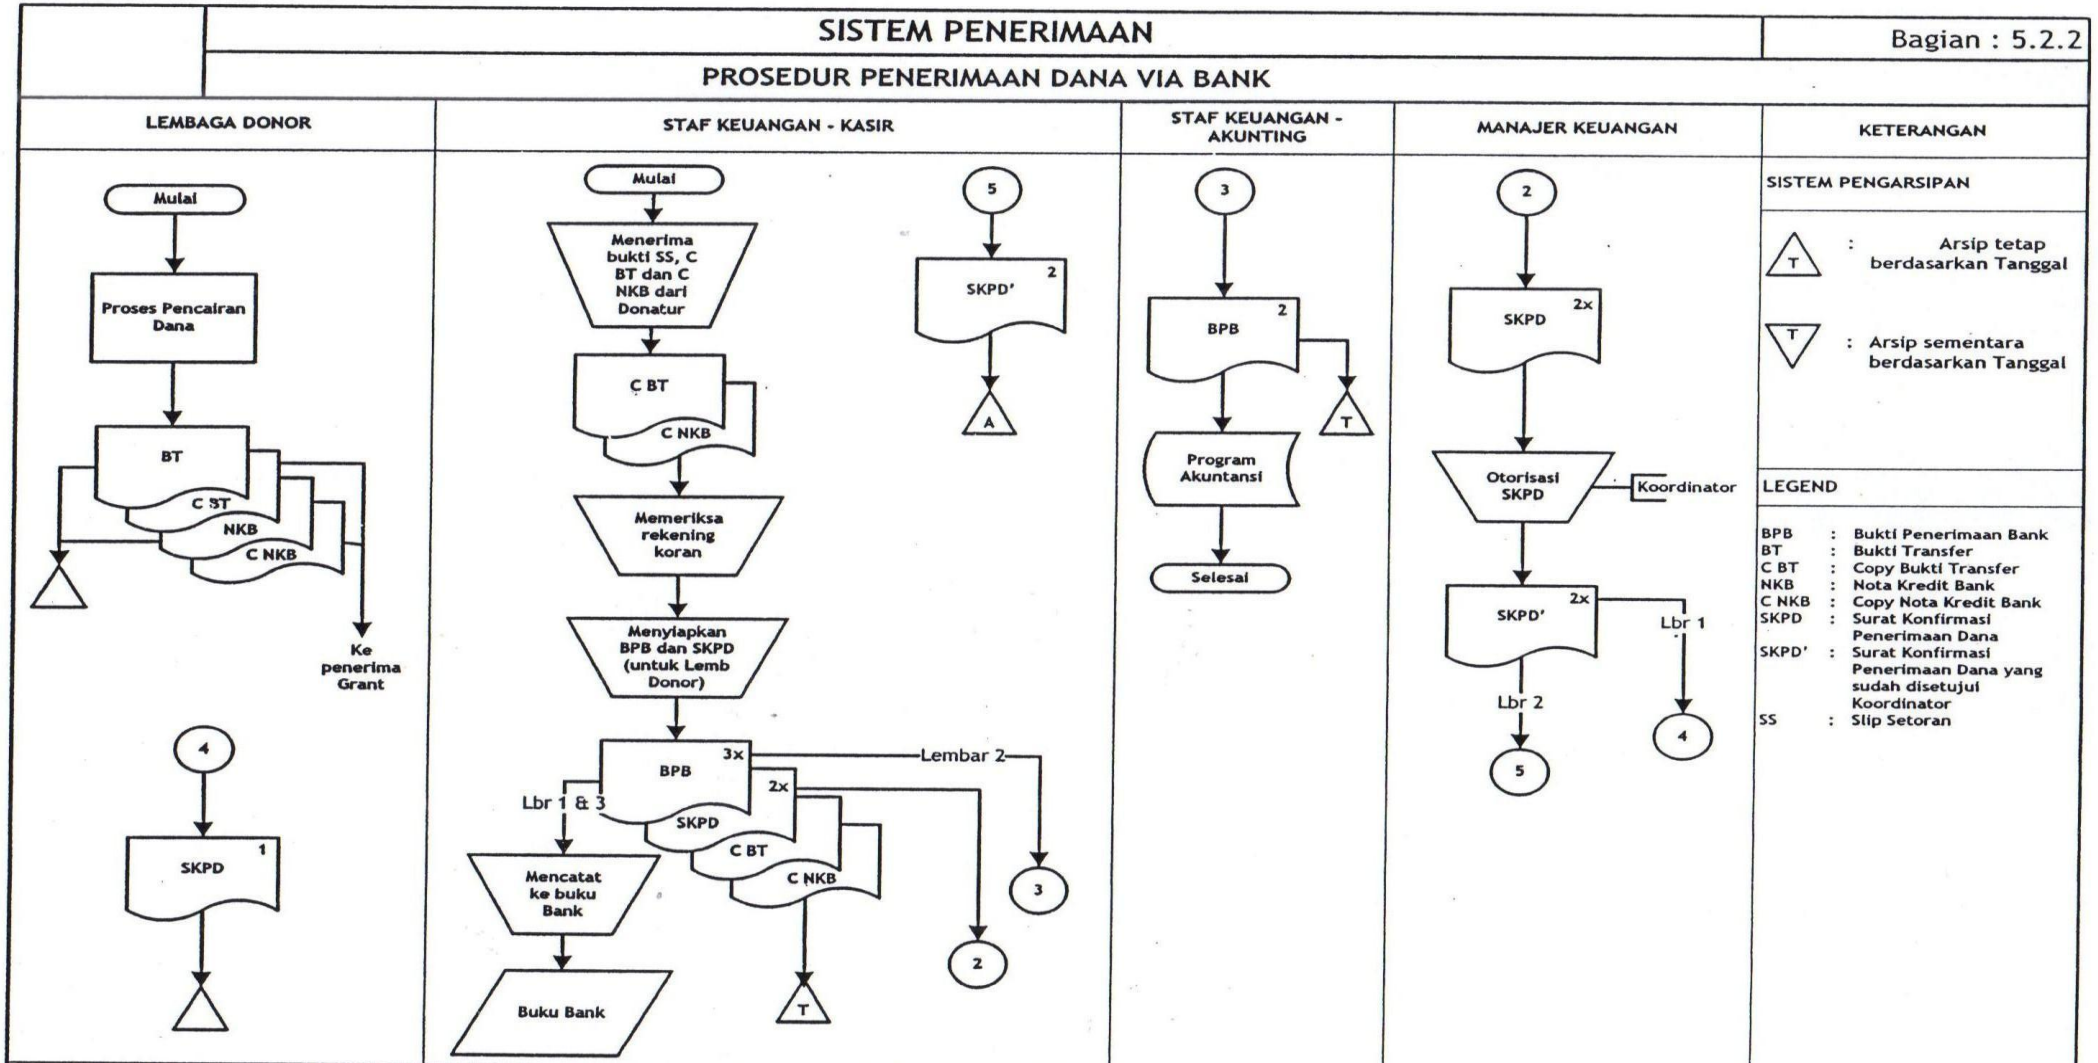 SISTEM PENERIMAAN
Bagian : 5.2.2
PROSEDUR PENERIMAAN DANA VIA BANK
LEMBAGA DONOR
STAF KEUANGAN - KASIR
STAF KEUANGAN -
AKUNTING
MANAJER KEUANGAN
KETERANGAN
Mulai
Proses Pencairan
Dana
BT
C BT
NKB
C NKB
Ke
penerima
Grant
4
1
SKPD
Mulai
Menerima
bukti SS, C
BT dan C
NKB dari
Donatur
C BT
C NKB
Memeriksa
rekening
koran
Menyiapkan
BPB dan SKPD
(untuk Lemb
Donor)
3x
BPB
2x
SKPD
C BT
C NKB
Lembar 2
Lbr 1 & 3
Mencatat
ke buku
Bank
Buku Bank
T
2
3
5
2
SKPD'
A
3
2
BPB
T
Program
Akuntansi
Selesai
2
2x
SKPD
Otorisasi
SKPD
Koordinator
2x
SKPD'
Lbr 1
Lbr 2
4
5
SISTEM PENGARSIPAN
T : Arsip tetap
berdasarkan Tanggal
T : Arsip sementara
berdasarkan Tanggal
LEGEND
BPB : Bukti Penerimaan Bank
BT : Bukti Transfer
C BT : Copy Bukti Transfer
NKB : Nota Kredit Bank
C NKB : Copy Nota Kredit Bank
SKPD : Surat Konfirmasi
Penerimaan Dana
SKPD' : Surat Konfirmasi
Penerimaan Dana yang
sudah disetujui
Koordinator
SS : Slip Setoran